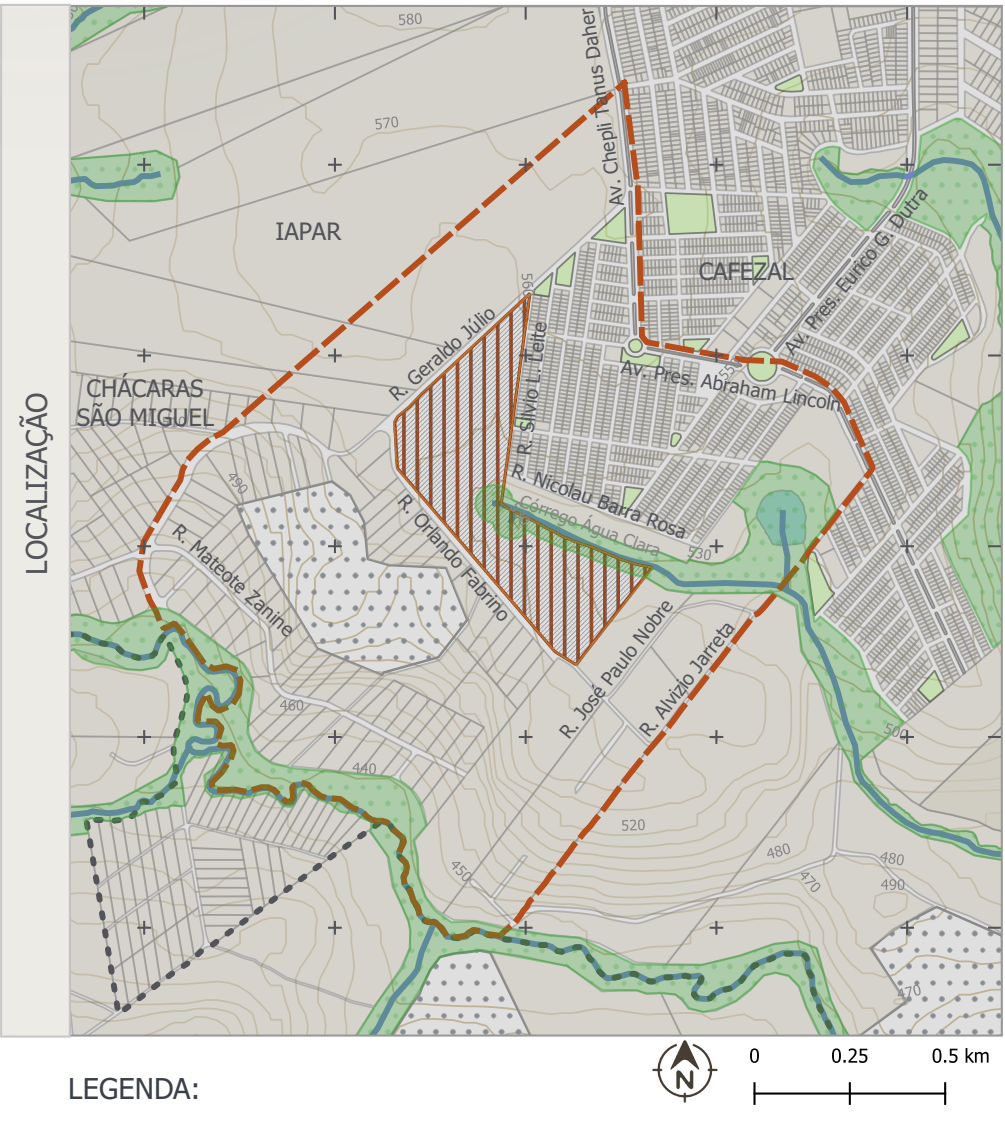 LOCALIZAÇÃO
580
Av. Chepli Tanus Daher
570
IAPAR
CAFEZAL
Av. Pres. Eurico G. Dutra
R. Geraldo Júlio
R. Sílvio L. Leite
Av. Pres. Abraham Lincoln
CHÁCARAS
SÃO MIGUEL
490
R. Nicolau Barra Rosa
Córrego Água Clara
530
R. Orlando Fabrino
R. Mateote Zanine
R. José Paulo Nobre
R. Alvizio Jarreta
460
440
520
480
480
470
490
450
470
N
0 0.25 0.5 km
LEGENDA: